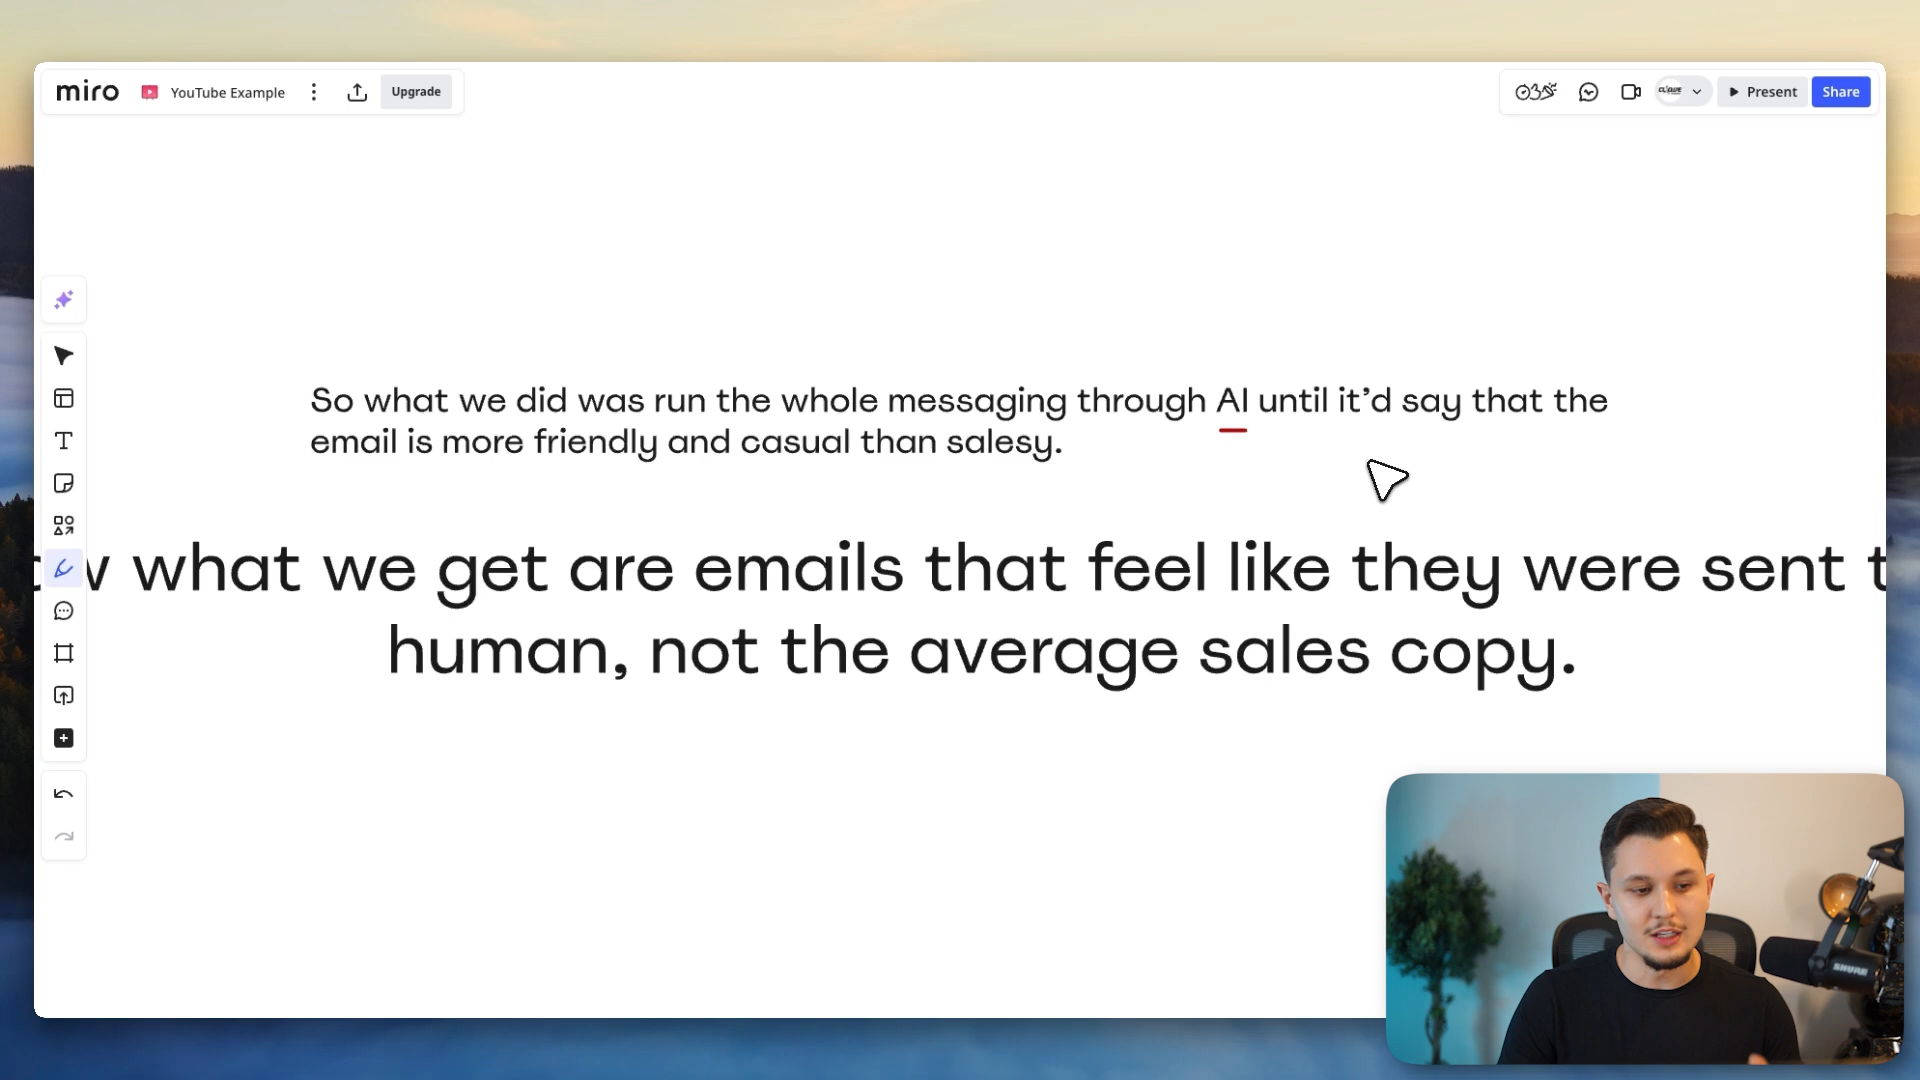 miro YouTube Example Upgrade Present Share
So what we did was run the whole messaging through AI until it’d say that the
email is more friendly and casual than salesy.
what we get are emails that feel like they were sent
human, not the average sales copy.
SHURE